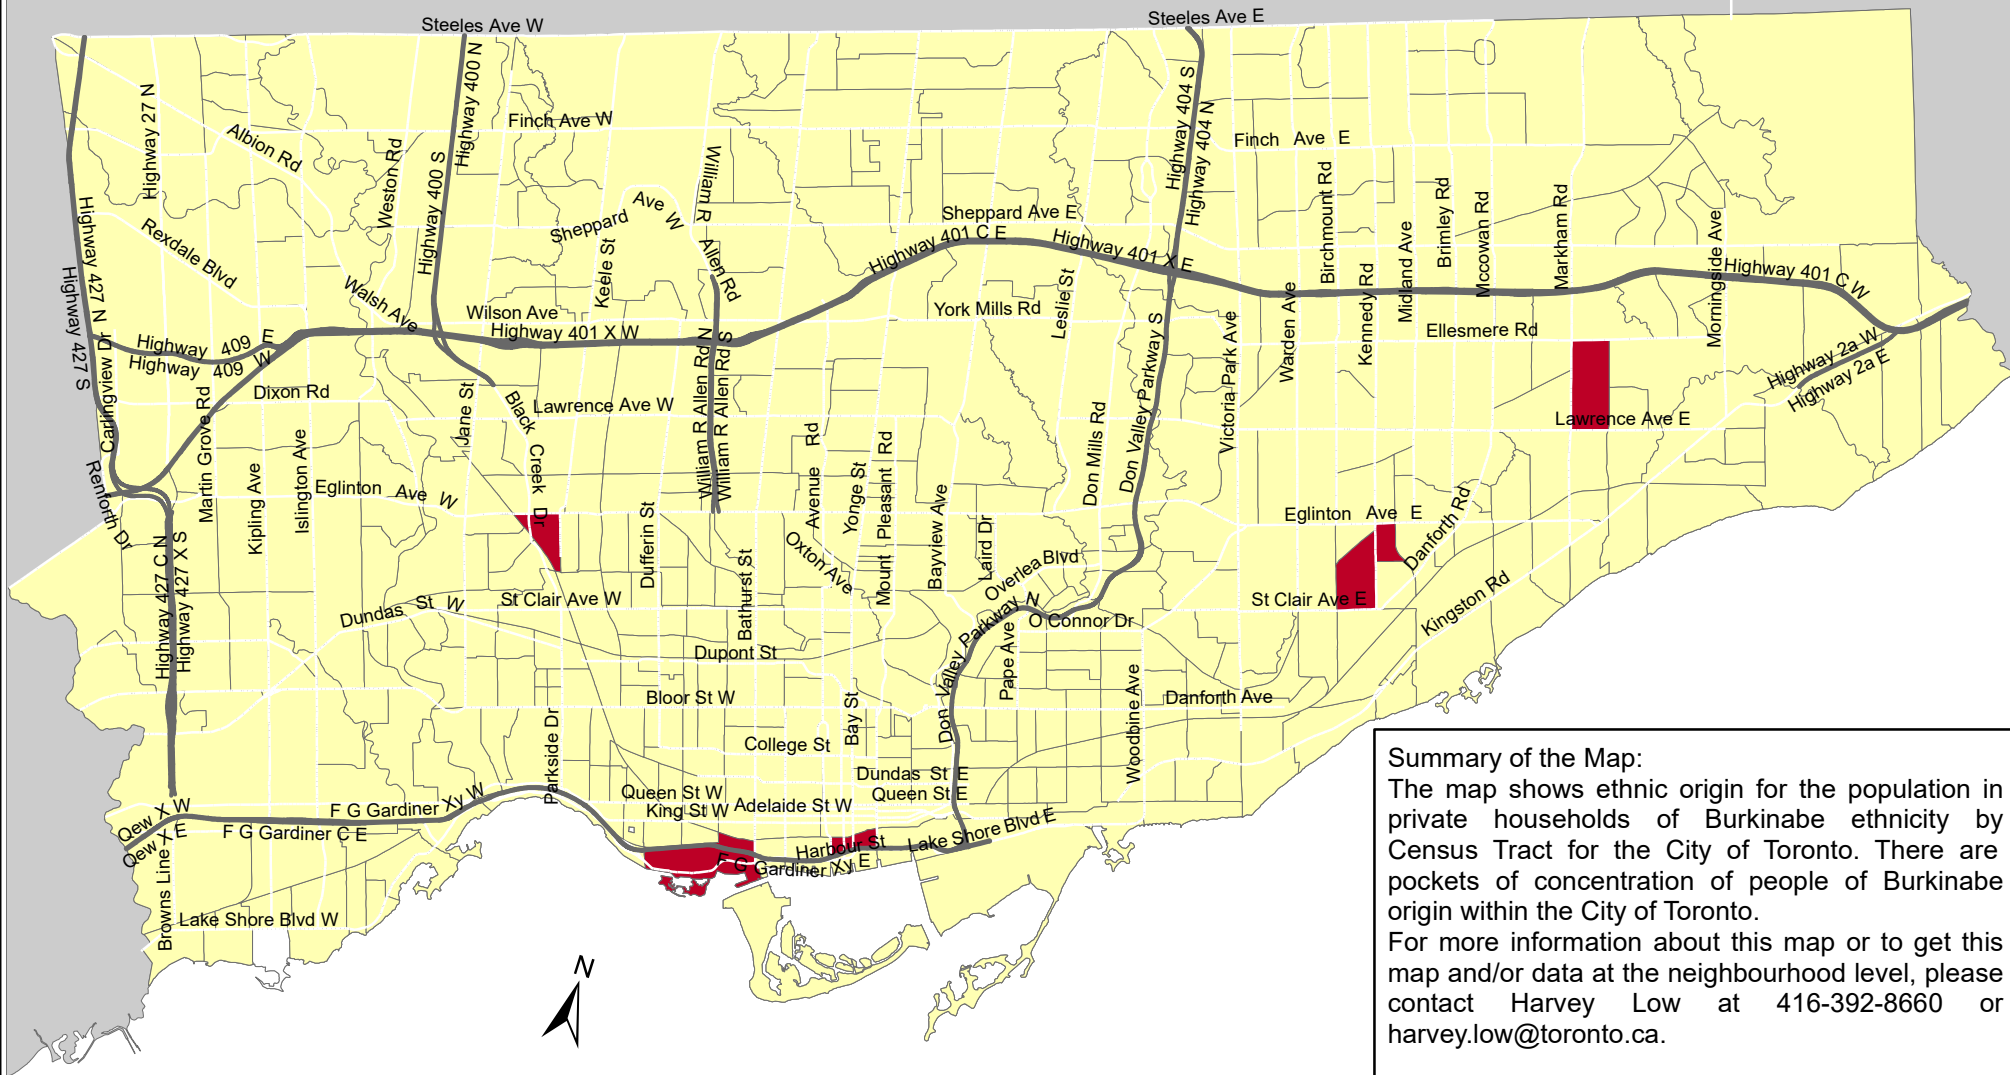 Steeles Ave W
Steeles Ave E
Highway 400 N
Highway 404 S
Highway 27 N
Highway 404 N
Finch Ave W
Finch Ave E
Albion Rd
Weston Rd
Highway 400 S
William R Allen Rd
Birchmount Rd
Brimley Rd
Mccowan Rd
Markham Rd
Sheppard Ave W
Sheppard Ave E
Highway 427 N
Rexdale Blvd
Keele St
Highway 401 C E
Highway 401 X E
Midland Ave
Morningside Ave
Highway 401 C W
Highway 427 S
Walsh Ave
Wilson Ave
Highway 401 X W
York Mills Rd
Leslie St
Warden Ave
Kennedy Rd
Ellesmere Rd
Highway 409 E
Highway 409 W
Carlingview Dr
Dixon Rd
Martin Grove Rd
Jane St
Black Creek Dr
Lawrence Ave W
William R Allen Rd N
William R Allen Rd S
Don Valley Parkway S
Victoria Park Ave
Highway 2a W
Highway 2a E
Lawrence Ave E
Renforth Dr
Kipling Ave
Islington Ave
Eglinton Ave W
Dufferin St
Avenue Rd
Yonge St
Mount Pleasant Rd
Bayview Ave
Laird Dr
Don Mills Rd
Eglinton Ave E
Danforth Rd
Highway 427 C N
Highway 427 X S
Oxton Ave
Bathurst St
Overlea Blvd
Dundas St W
St Clair Ave W
Don Valley Parkway N
O Connor Dr
St Clair Ave E
Kingston Rd
Dupont St
Pape Ave
Bloor St W
Danforth Ave
Woodbine Ave
Parkside Dr
Bay St
College St
Dundas St E
Queen St W
Queen St E
King St W
Adelaide St W
Qew X W
Qew X E
F G Gardiner Xy W
F G Gardiner C E
Harbour St
Lake Shore Blvd E
F G Gardiner Xy E
Browns Line
Lake Shore Blvd W
N
Summary of the Map:
The map shows ethnic origin for the population in
private households of Burkinabe ethnicity by
Census Tract for the City of Toronto. There are
pockets of concentration of people of Burkinabe
origin within the City of Toronto.
For more information about this map or to get this
map and/or data at the neighbourhood level, please
contact Harvey Low at 416-392-8660 or
harvey.low@toronto.ca.